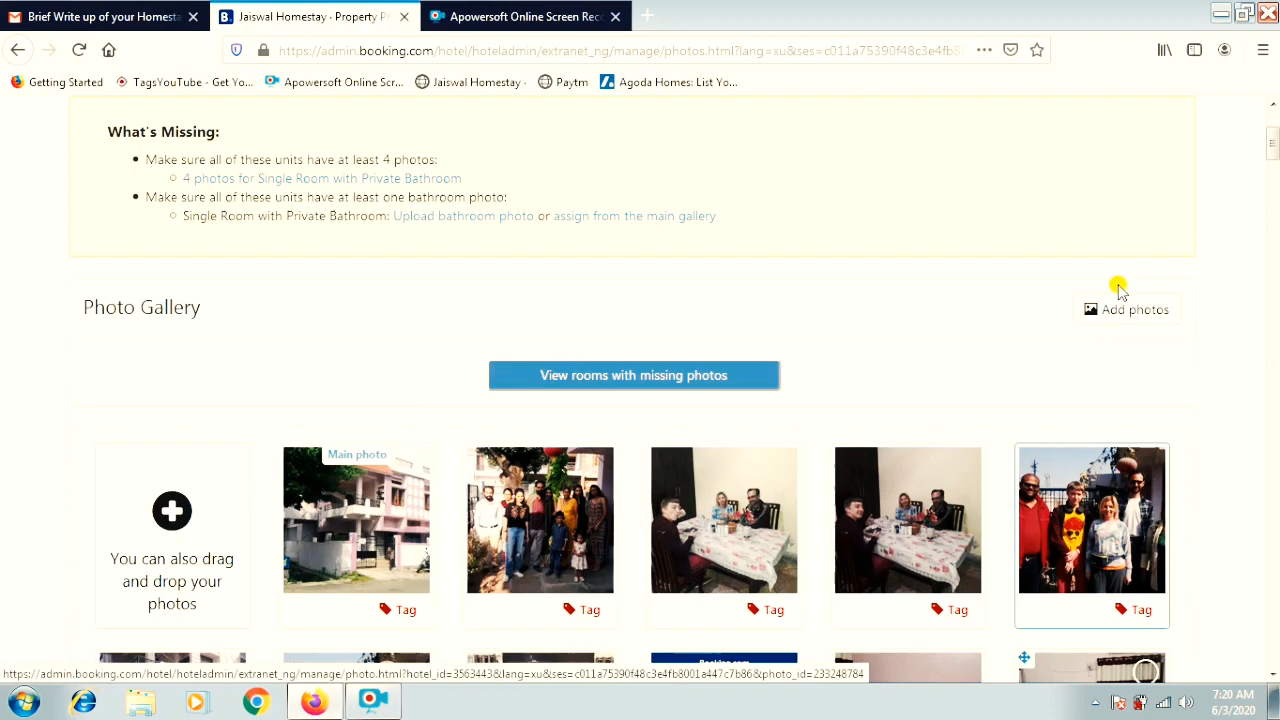 Brief Write up of your Homesta
Jaiswal Homestay · Property P
Apowersoft Online Screen Rec
https://admin.booking.com/hotel/hoteladmin/extranet_ng/manage/photos.html?lang=xu&ses=c011a75390f48c3e4fb8
Getting Started
TagsYouTube - Get Yo...
Apowersoft Online Scr...
Jaiswal Homestay -
Paytm
Agoda Homes: List Yo...
What's Missing:
Make sure all of these units have at least 4 photos:
4 photos for Single Room with Private Bathroom
Make sure all of these units have at least one bathroom photo:
Single Room with Private Bathroom: Upload bathroom photo or assign from the main gallery
Photo Gallery
Add photos
View rooms with missing photos
Main photo
You can also drag
and drop your
photos
Tag
Tag
Tag
Tag
Tag
Booking.com
https://admin.booking.com/hotel/hoteladmin/extranet_ng/manage/photo.html?hotel_id=3563443&lang=xu&ses=c011a75390f48c3e4fb8001a447c7b86&photo_id=233248784
7:20 AM
6/3/2020